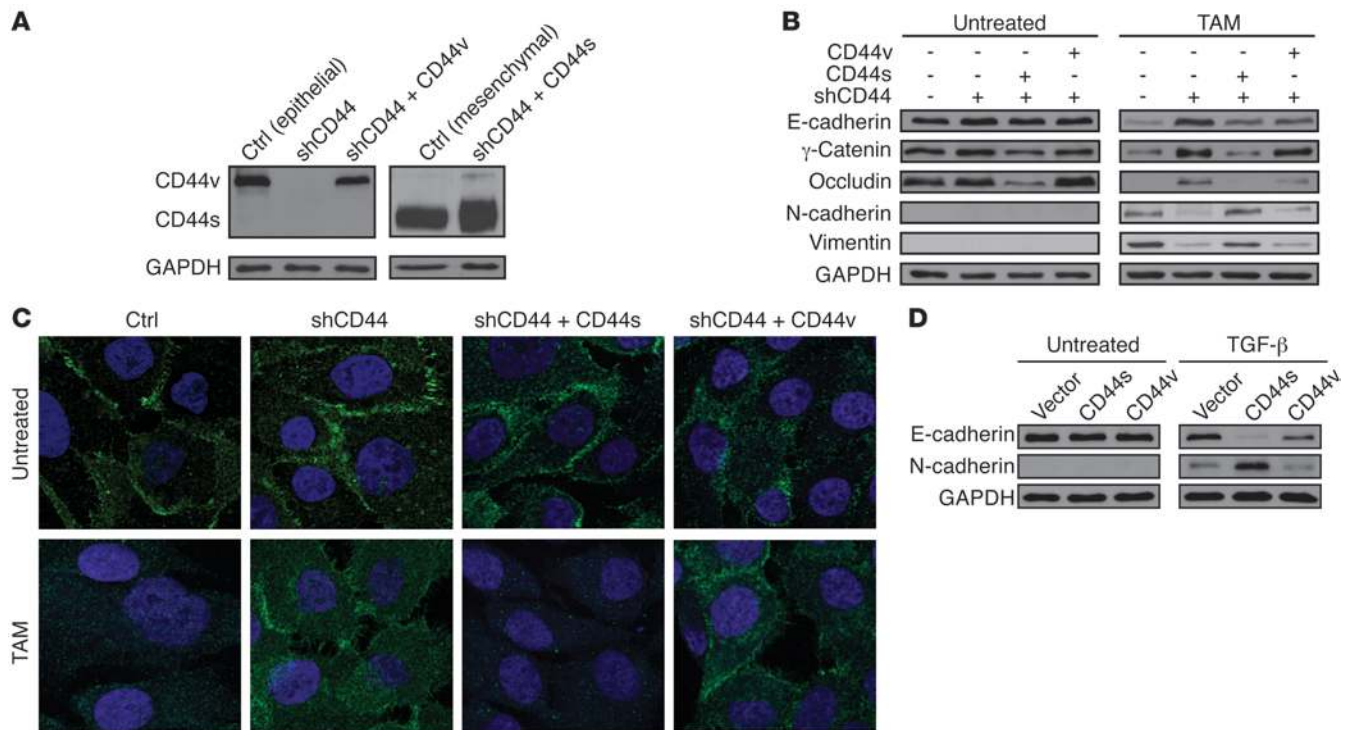 A
Ctrl (epithelial)
shCD44
shCD44 + CD44v
Ctrl (mesenchymal)
shCD44 + CD44s
CD44v
CD44s
GAPDH
B
Untreated TAM
CD44v - - - + - - - +
CD44s - - + - - - + -
shCD44 - + + + - + + +
E-cadherin
γ-Catenin
Occludin
N-cadherin
Vimentin
GAPDH
C
Ctrl shCD44 shCD44 + CD44s shCD44 + CD44v
Untreated
TAM
D
Untreated TGF-β
Vector CD44s CD44v Vector CD44s CD44v
E-cadherin
N-cadherin
GAPDH